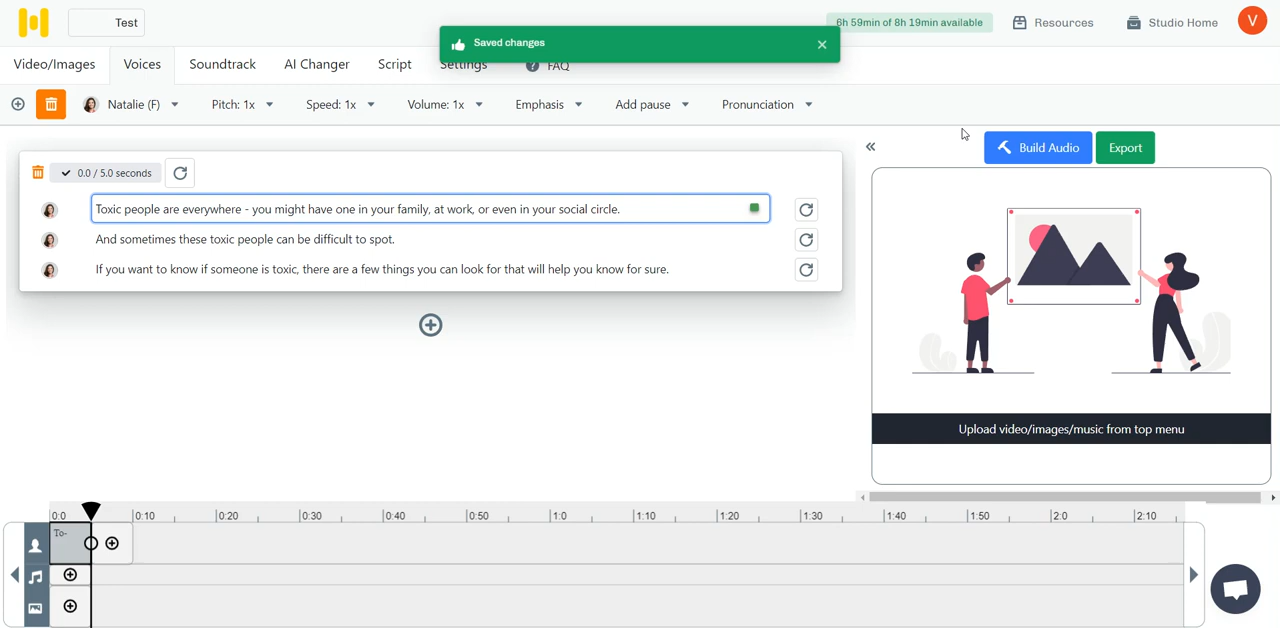 Test
Saved changes
6h 59min of 8h 19min available
Resources
Studio Home
V
Video/Images
Voices
Soundtrack
AI Changer
Script
Settings
FAQ
Natalie (F)
Pitch: 1x
Speed: 1x
Volume: 1x
Emphasis
Add pause
Pronunciation
Build Audio
Export
0.0 / 5.0 seconds
Toxic people are everywhere - you might have one in your family, at work, or even in your social circle.
And sometimes these toxic people can be difficult to spot.
If you want to know if someone is toxic, there are a few things you can look for that will help you know for sure.
Upload video/images/music from top menu
0:0 0:10 0:20 0:30 0:40 0:50 1:0 1:10 1:20 1:30 1:40 1:50 2:0 2:10
To-